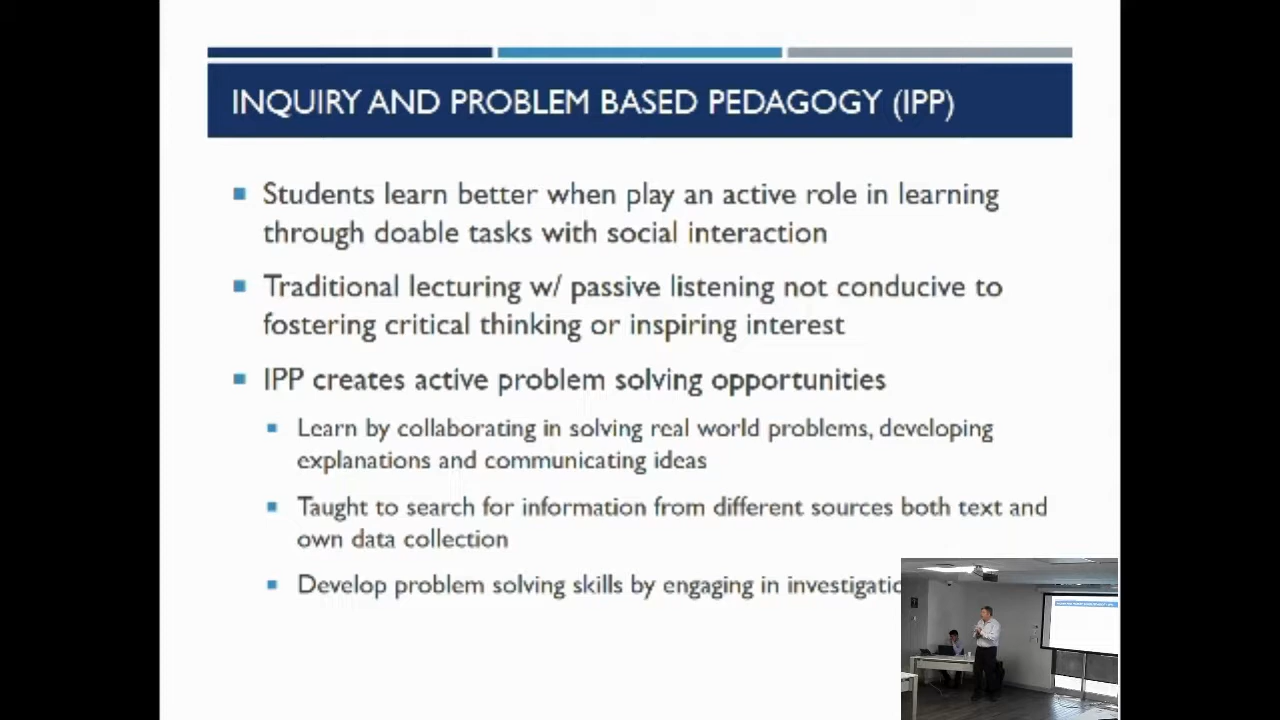 INQUIRY AND PROBLEM BASED PEDAGOGY (IPP)
Students learn better when play an active role in learning
through doable tasks with social interaction
Traditional lecturing w/ passive listening not conducive to
fostering critical thinking or inspiring interest
IPP creates active problem solving opportunities
Learn by collaborating in solving real world problems, developing
explanations and communicating ideas
Taught to search for information from different sources both text and
own data collection
Develop problem solving skills by engaging in